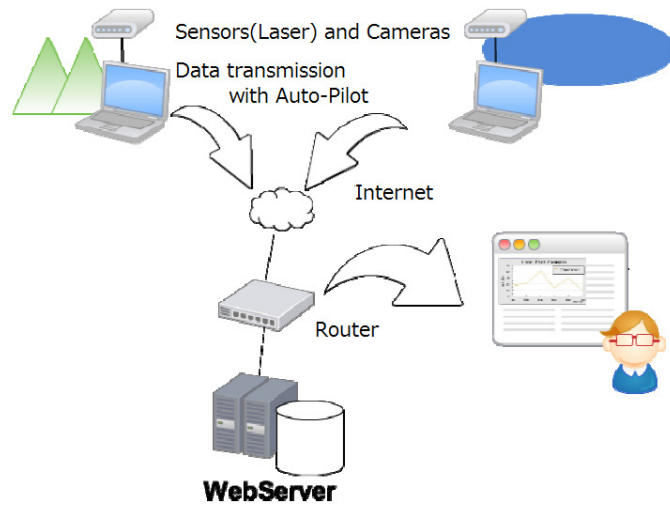 Sensors(Laser) and Cameras
Data transmission
with Auto-Pilot
Internet
Router
WebServer